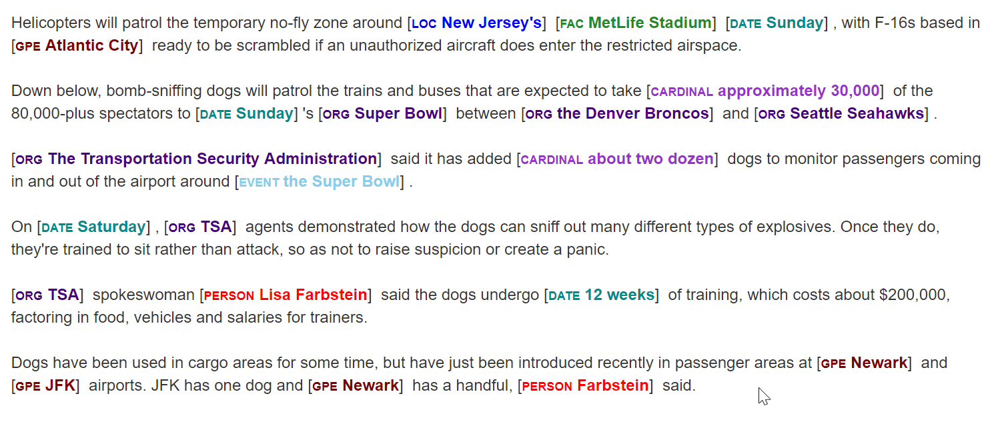 Helicopters will patrol the temporary no-fly zone around [LOC New Jersey's] [FAC MetLife Stadium] [DATE Sunday] , with F-16s based in
[GPE Atlantic City] ready to be scrambled if an unauthorized aircraft does enter the restricted airspace.
Down below, bomb-sniffing dogs will patrol the trains and buses that are expected to take [CARDINAL approximately 30,000] of the
80,000-plus spectators to [DATE Sunday] 's [ORG Super Bowl] between [ORG the Denver Broncos] and [ORG Seattle Seahawks] .
[ORG The Transportation Security Administration] said it has added [CARDINAL about two dozen] dogs to monitor passengers coming
in and out of the airport around [EVENT the Super Bowl] .
On [DATE Saturday] , [ORG TSA] agents demonstrated how the dogs can sniff out many different types of explosives. Once they do,
they're trained to sit rather than attack, so as not to raise suspicion or create a panic.
[ORG TSA] spokeswoman [PERSON Lisa Farbstein] said the dogs undergo [DATE 12 weeks] of training, which costs about $200,000,
factoring in food, vehicles and salaries for trainers.
Dogs have been used in cargo areas for some time, but have just been introduced recently in passenger areas at [GPE Newark] and
[GPE JFK] airports. JFK has one dog and [GPE Newark] has a handful, [PERSON Farbstein] said.